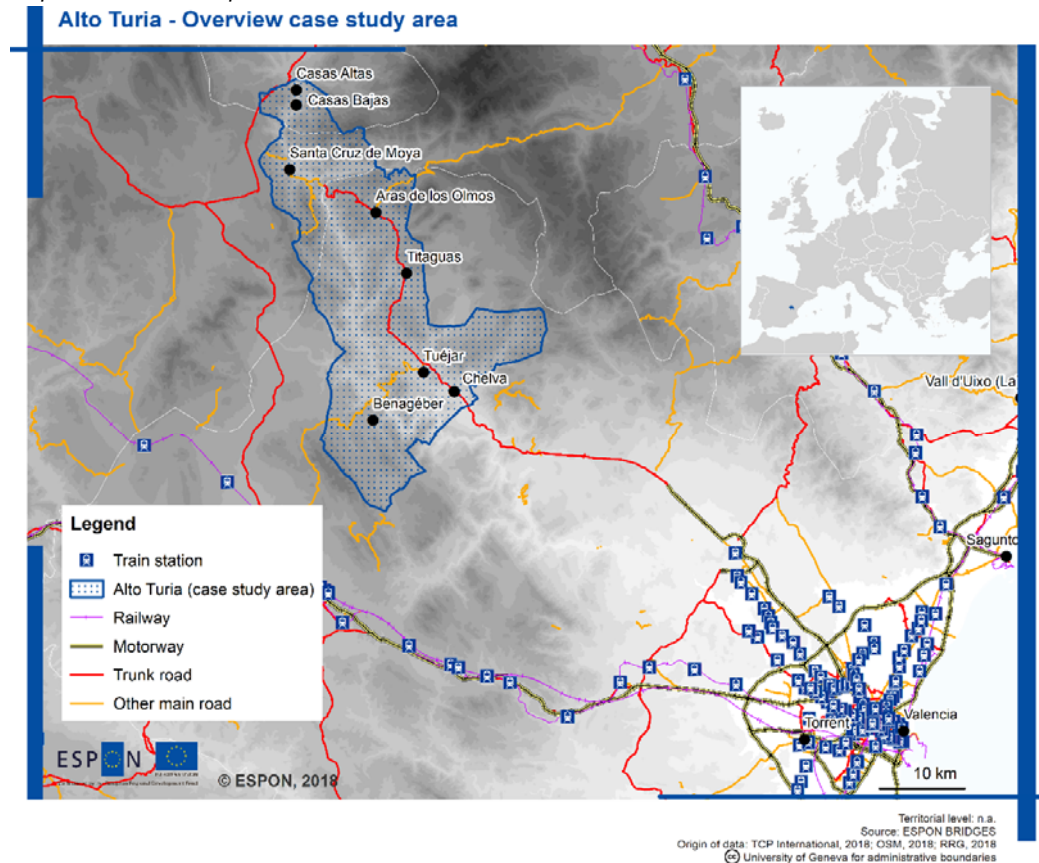 Alto Turia - Overview case study area
Casas Altas
Casas Bajas
Santa Cruz de Moya
Aras de los Olmos
Titaguas
Tuéjar
Chelva
Benagéber
Vall d'Uixo (La
Sagunto
Legend
Train station
Alto Turia (case study area)
Railway
Motorway
Trunk road
Other main road
Torrent
Valencia
10 km
ESPON
© ESPON, 2018
Territorial level: n.a.
Source: ESPON BRIDGES
Origin of data: TCP International, 2018; OSM, 2018; RRG, 2018
University of Geneva for administrative boundaries